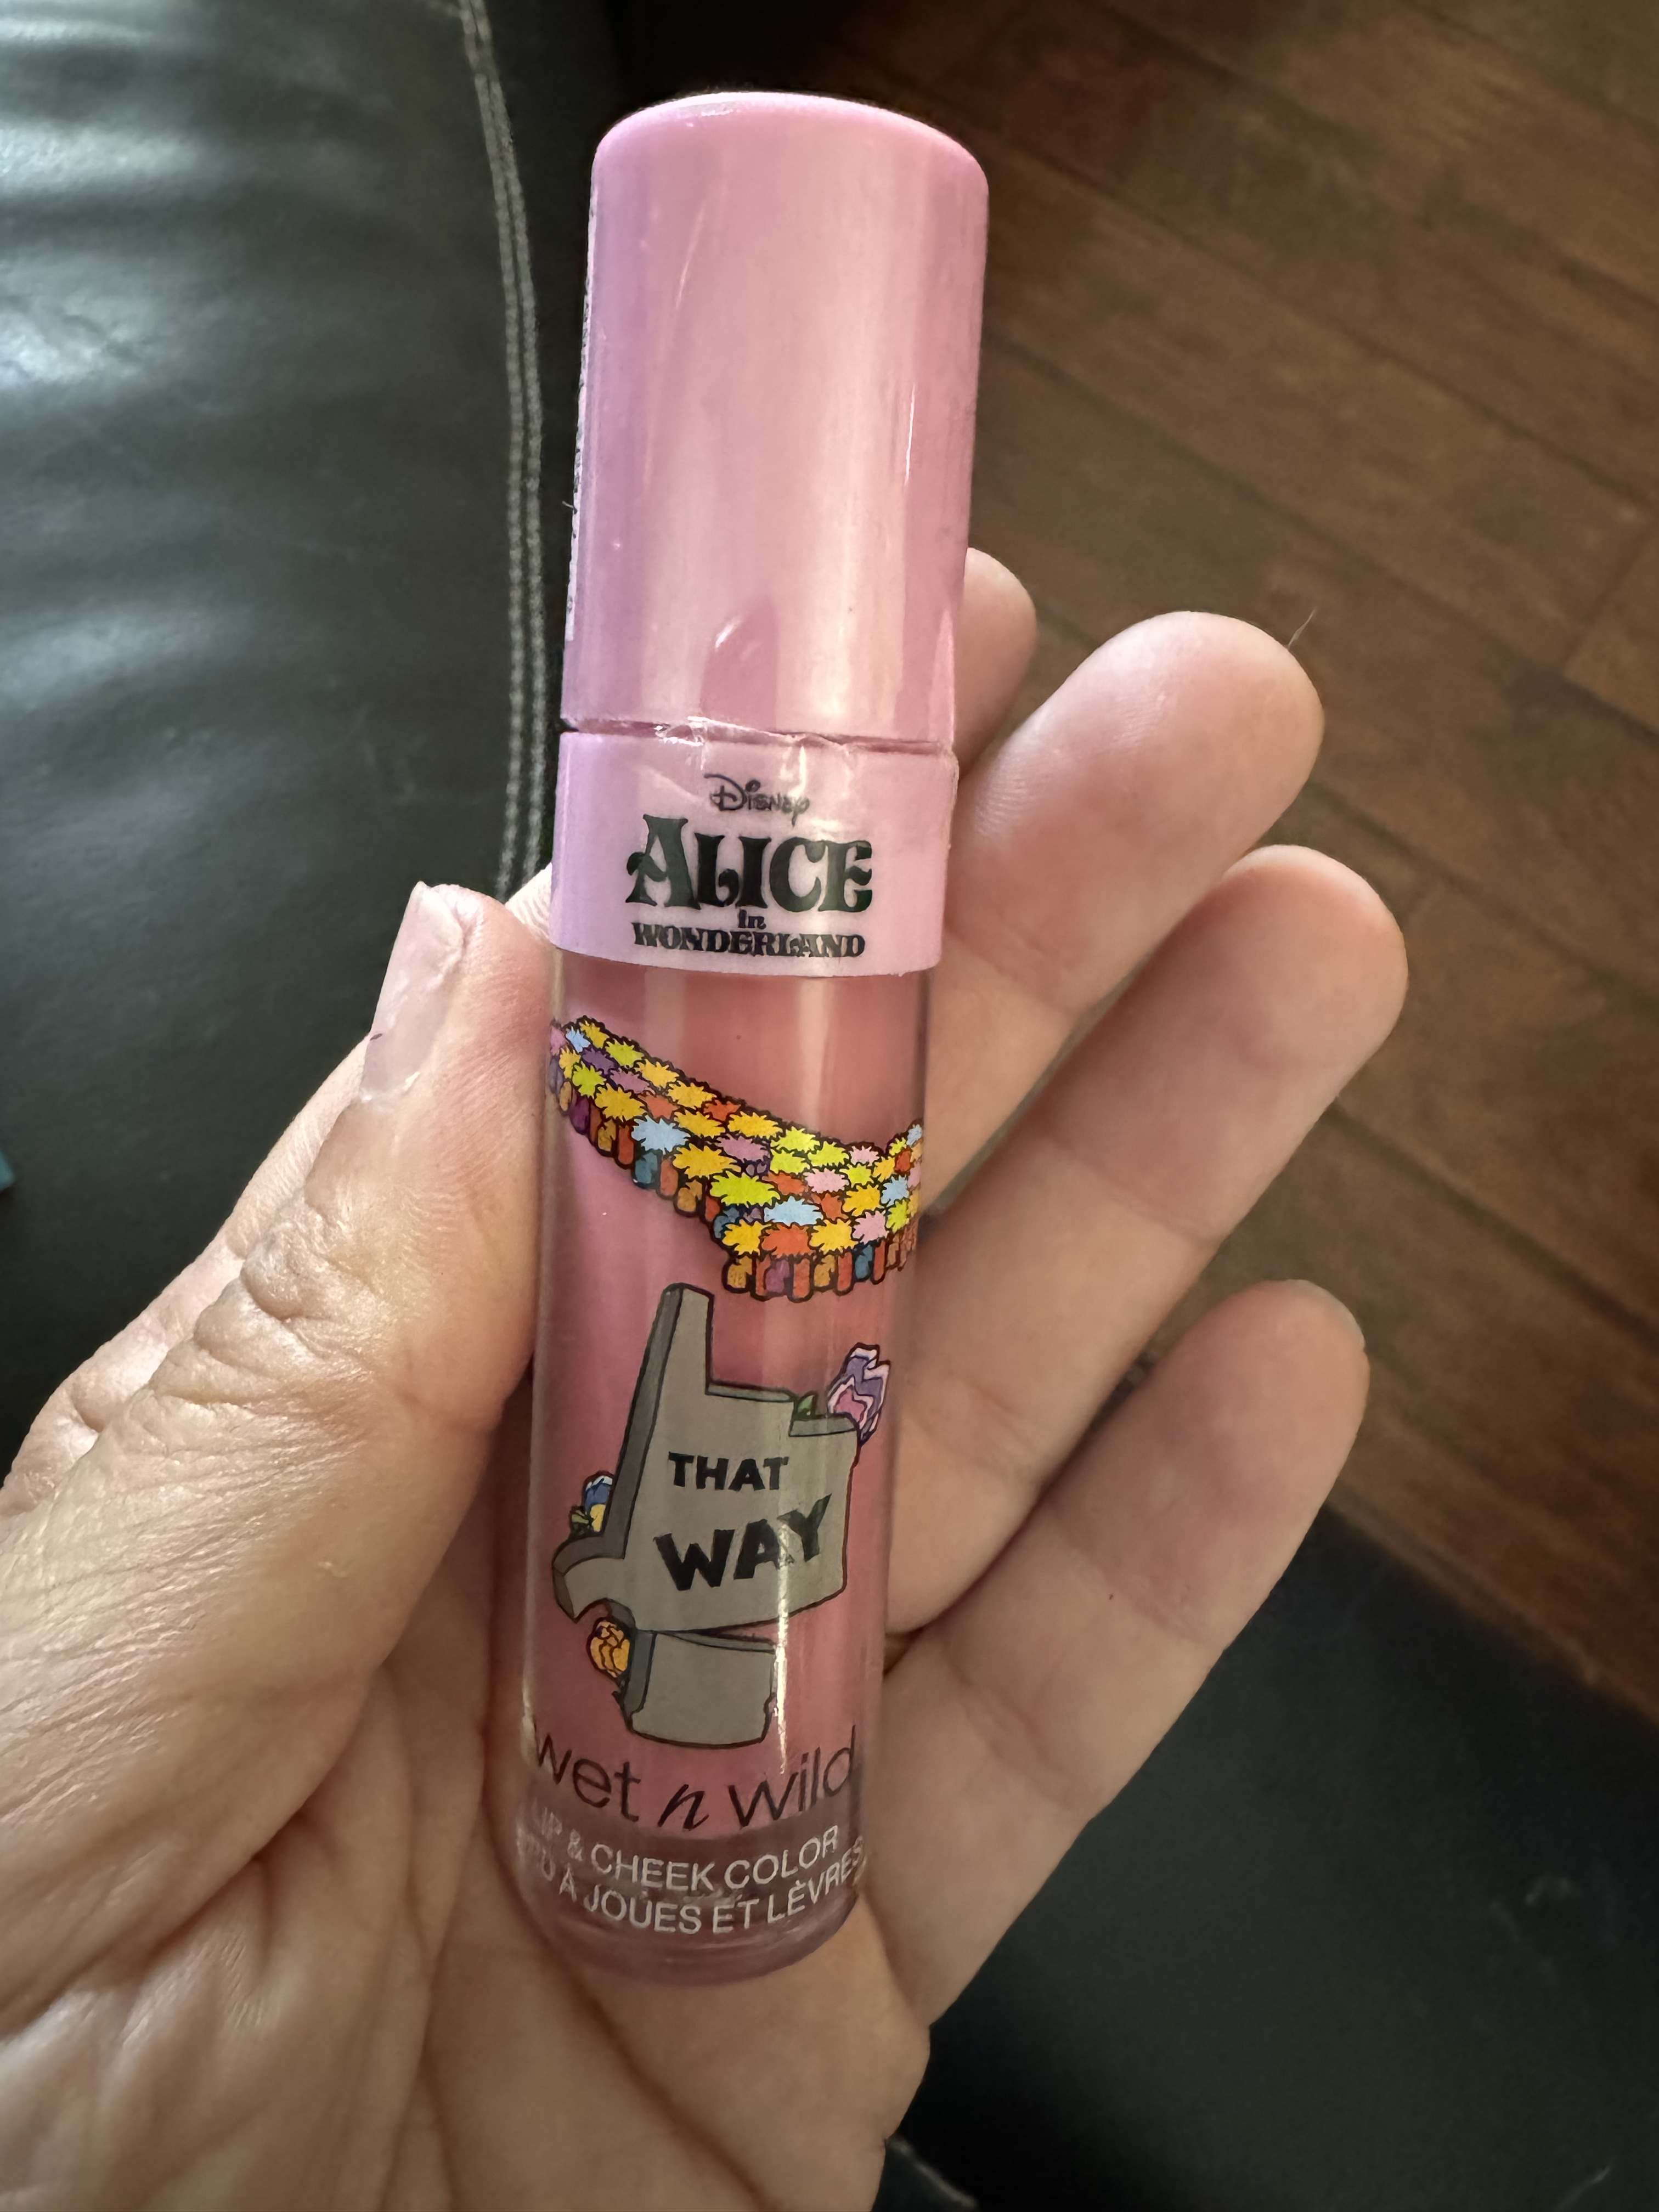 Disney
ALICE
in
WONDERLAND
THAT
WAY
wet n wild
LIP & CHEEK COLOR
À JOUES ET LÈVRES